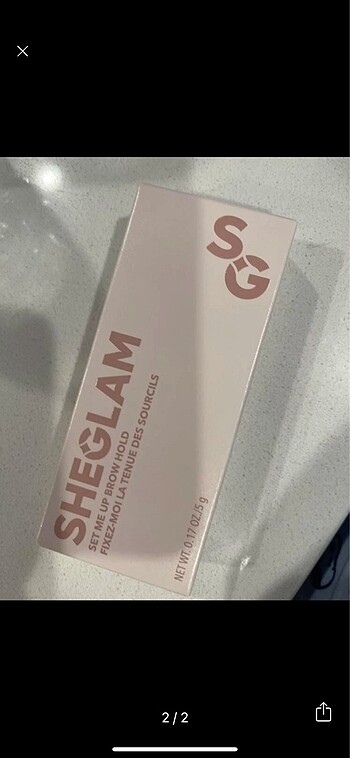 SG
SHEGLAM
SET ME UP BROW HOLD
FIXEZ-MOI LA TENUE DES SOURCILS
NET WT. 0.17 OZ/5 g
2/2